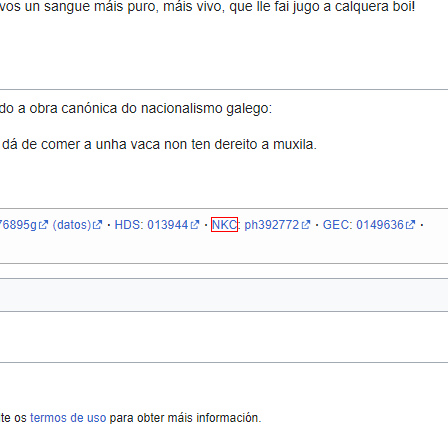 vos un sangue máis puro, máis vivo, que lle fai jugo a calquera boi!
do a obra canónica do nacionalismo galego:
dá de comer a unha vaca non ten dereito a muxila.
76895g (datos) · HDS: 013944 · NKC: ph392772 · GEC: 0149636 ·
te os termos de uso para obter máis información.